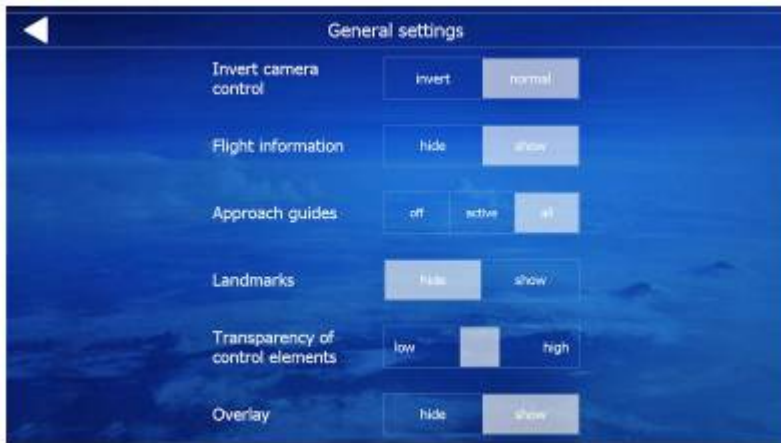 General settings
Invert camera control
invert normal
Flight information
hide show
Approach guides
off active all
Landmarks
hide show
Transparency of control elements
low high
Overlay
hide show